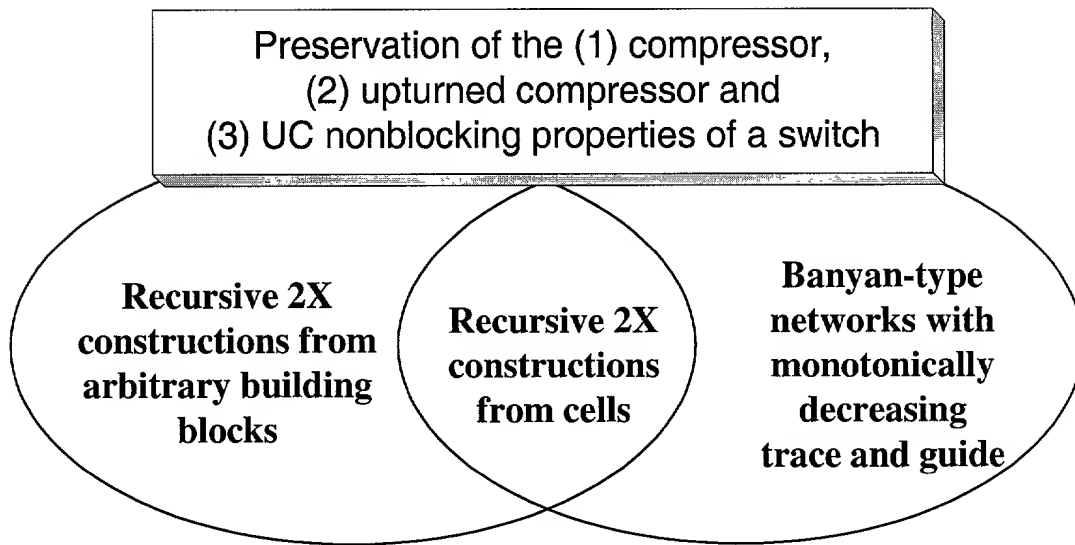 Preservation of the (1) compressor,
(2) upturned compressor and
(3) UC nonblocking properties of a switch
Recursive 2X
constructions from
arbitrary building
blocks
Recursive 2X
constructions
from cells
Banyan-type
networks with
monotonically
decreasing
trace and guide